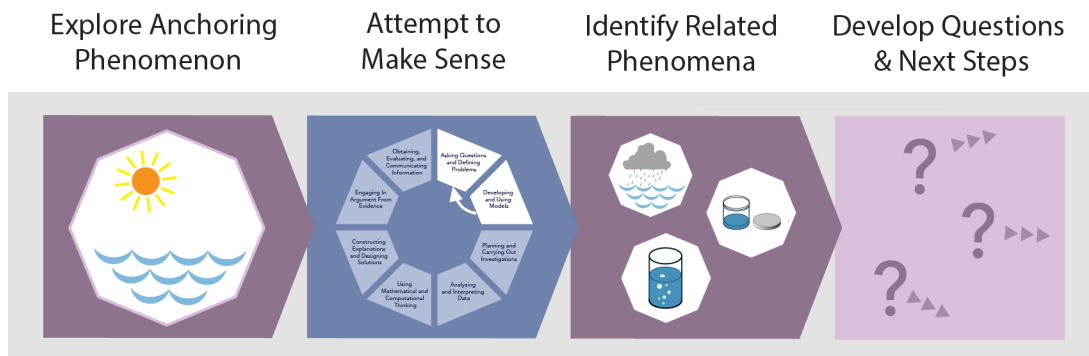 Explore Anchoring
Phenomenon
Attempt to
Make Sense
Identify Related
Phenomena
Develop Questions
& Next Steps
Asking Questions
and Defining
Problems
Developing
and Using
Models
Planning and
Carrying Out
Investigations
Analyzing
and Interpreting
Data
Using
Mathematical and
Computational
Thinking
Constructing
Explanations
and Designing
Solutions
Engaging In
Argument From
Evidence
Obtaining,
Evaluating, and
Communicating
Information
?
?
?